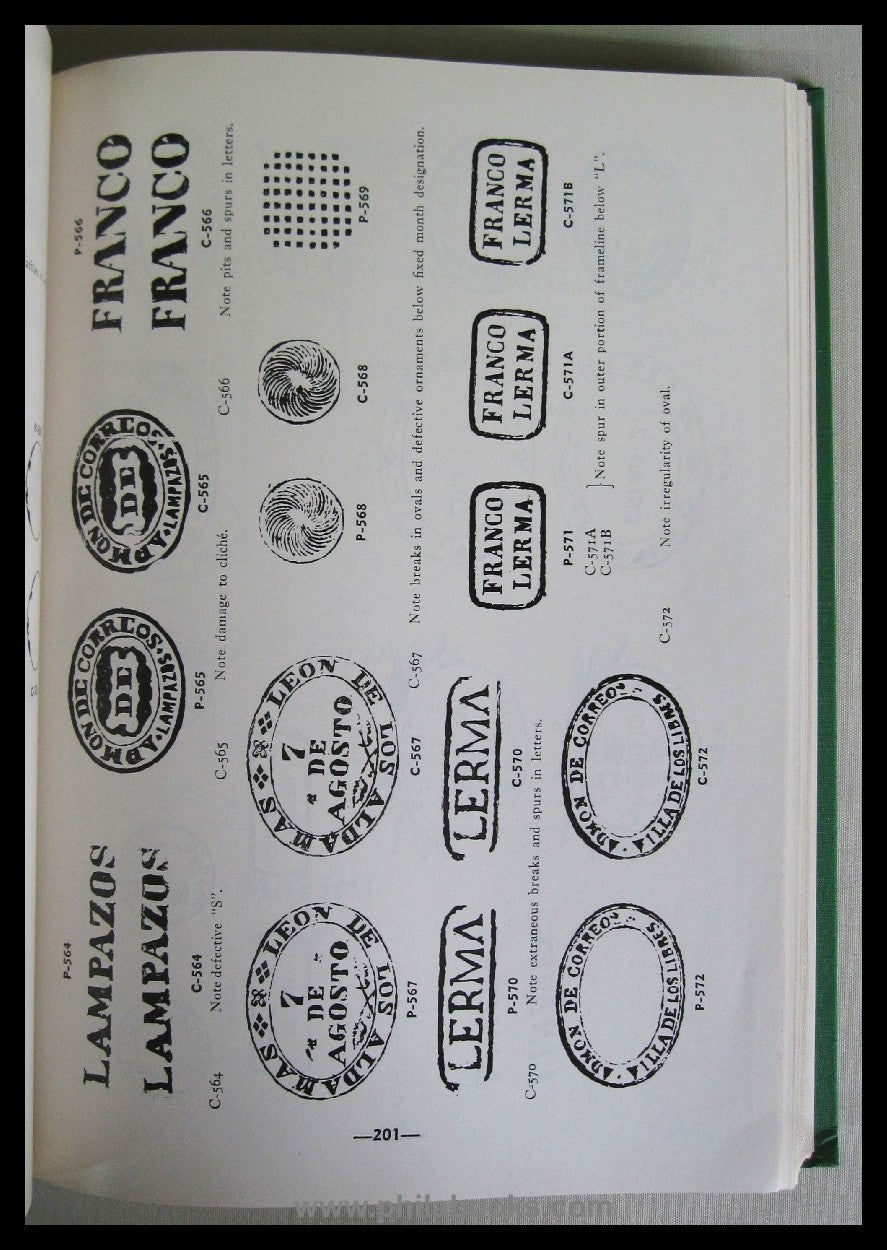 P-564
LAMPAZOS
LAMPAZOS
C-564
C-564 Note defective "S".
ADMON DE CORREOS
DE
LAMPAZOS
P-565
ADMON DE CORREOS
DE
LAMPAZOS
C-565
C-565 Note damage to cliché.
P-566
FRANCO
FRANCO
C-566
C-566 Note pits and spurs in letters.
LEON DE LOS ALDAMAS
7
DE
AGOSTO
P-567
LEON DE LOS ALDAMAS
7
DE
AGOSTO
C-567
P-568
C-568
P-569
C-567 Note breaks in ovals and defective ornaments below fixed month designation.
LERMA
P-570
LERMA
C-570
C-570 Note extraneous breaks and spurs in letters.
FRANCO
LERMA
P-571
FRANCO
LERMA
C-571A
FRANCO
LERMA
C-571B
C-571A
C-571B
} Note spur in outer portion of frameline below "L".
ADMON DE CORREOS
ILLA DE LOS LIBRES
P-572
ADMON DE CORREOS
ILLA DE LOS LIBRES
C-572
C-572 Note irregularity of oval.
—201—